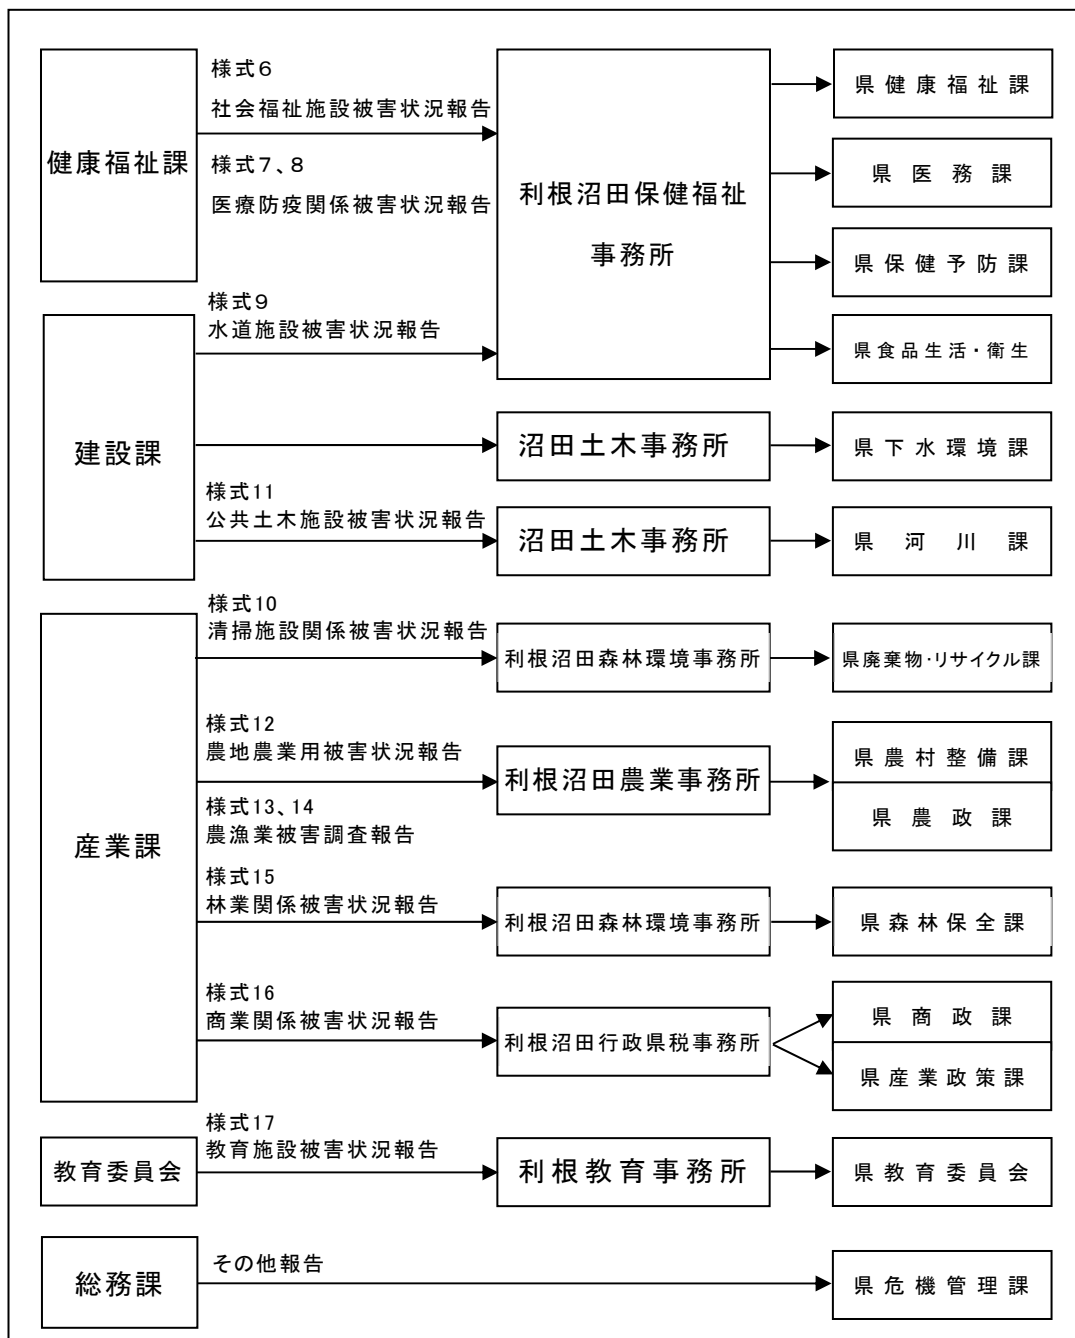 健康福祉課
様式6
社会福祉施設被害状況報告
様式7、8
医療防疫関係被害状況報告
利根沼田保健福祉
事務所
県健康福祉課
県医務課
県保健予防課
県食品生活・衛生
建設課
様式9
水道施設被害状況報告
沼田土木事務所
県下水環境課
様式11
公共土木施設被害状況報告
沼田土木事務所
県河川課
産業課
様式10
清掃施設関係被害状況報告
利根沼田森林環境事務所
県廃棄物・リサイクル課
様式12
農地農業用被害状況報告
様式13、14
農漁業被害調査報告
利根沼田農業事務所
県農村整備課
県農政課
様式15
林業関係被害状況報告
利根沼田森林環境事務所
県森林保全課
様式16
商業関係被害状況報告
利根沼田行政県税事務所
県商政課
県産業政策課
教育委員会
様式17
教育施設被害状況報告
利根教育事務所
県教育委員会
総務課
その他報告
県危機管理課